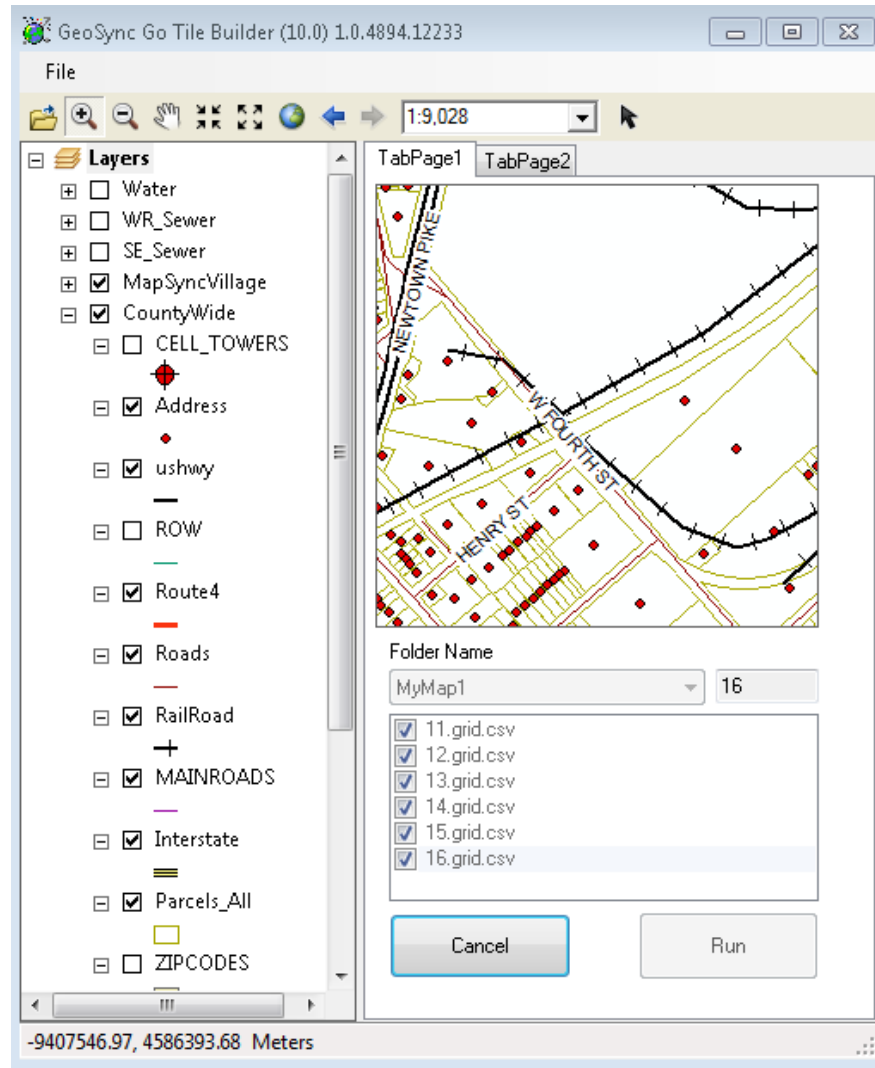 GeoSync Go Tile Builder (10.0) 1.0.4894.12233
File
1:9,028
Layers
Water
WR_Sewer
SE_Sewer
MapSyncVillage
CountyWide
CELL_TOWERS
Address
ushwy
ROW
Route4
Roads
RailRoad
MAINROADS
Interstate
Parcels_All
ZIPCODES
TabPage1 TabPage2
NEWTOWN PIKE
W FOURTH ST
HENRY ST
Folder Name
MyMap1 16
11.grid.csv
12.grid.csv
13.grid.csv
14.grid.csv
15.grid.csv
16.grid.csv
Cancel Run
-9407546.97, 4586393.68 Meters